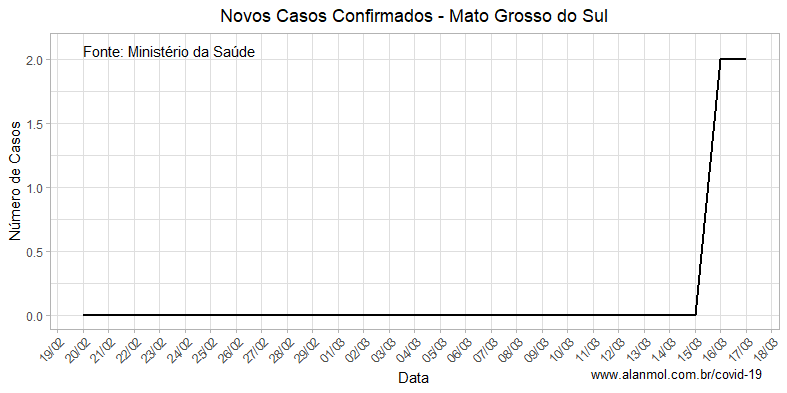 Novos Casos Confirmados - Mato Grosso do Sul
Fonte: Ministério da Saúde
Número de Casos
2.0
1.5
1.0
0.5
0.0
19/02 20/02 21/02 22/02 23/02 24/02 25/02 26/02 27/02 28/02 29/02 01/03 02/03 03/03 04/03 05/03 06/03 07/03 08/03 09/03 10/03 11/03 12/03 13/03 14/03 15/03 16/03 17/03 18/03
Data
www.alanmol.com.br/covid-19